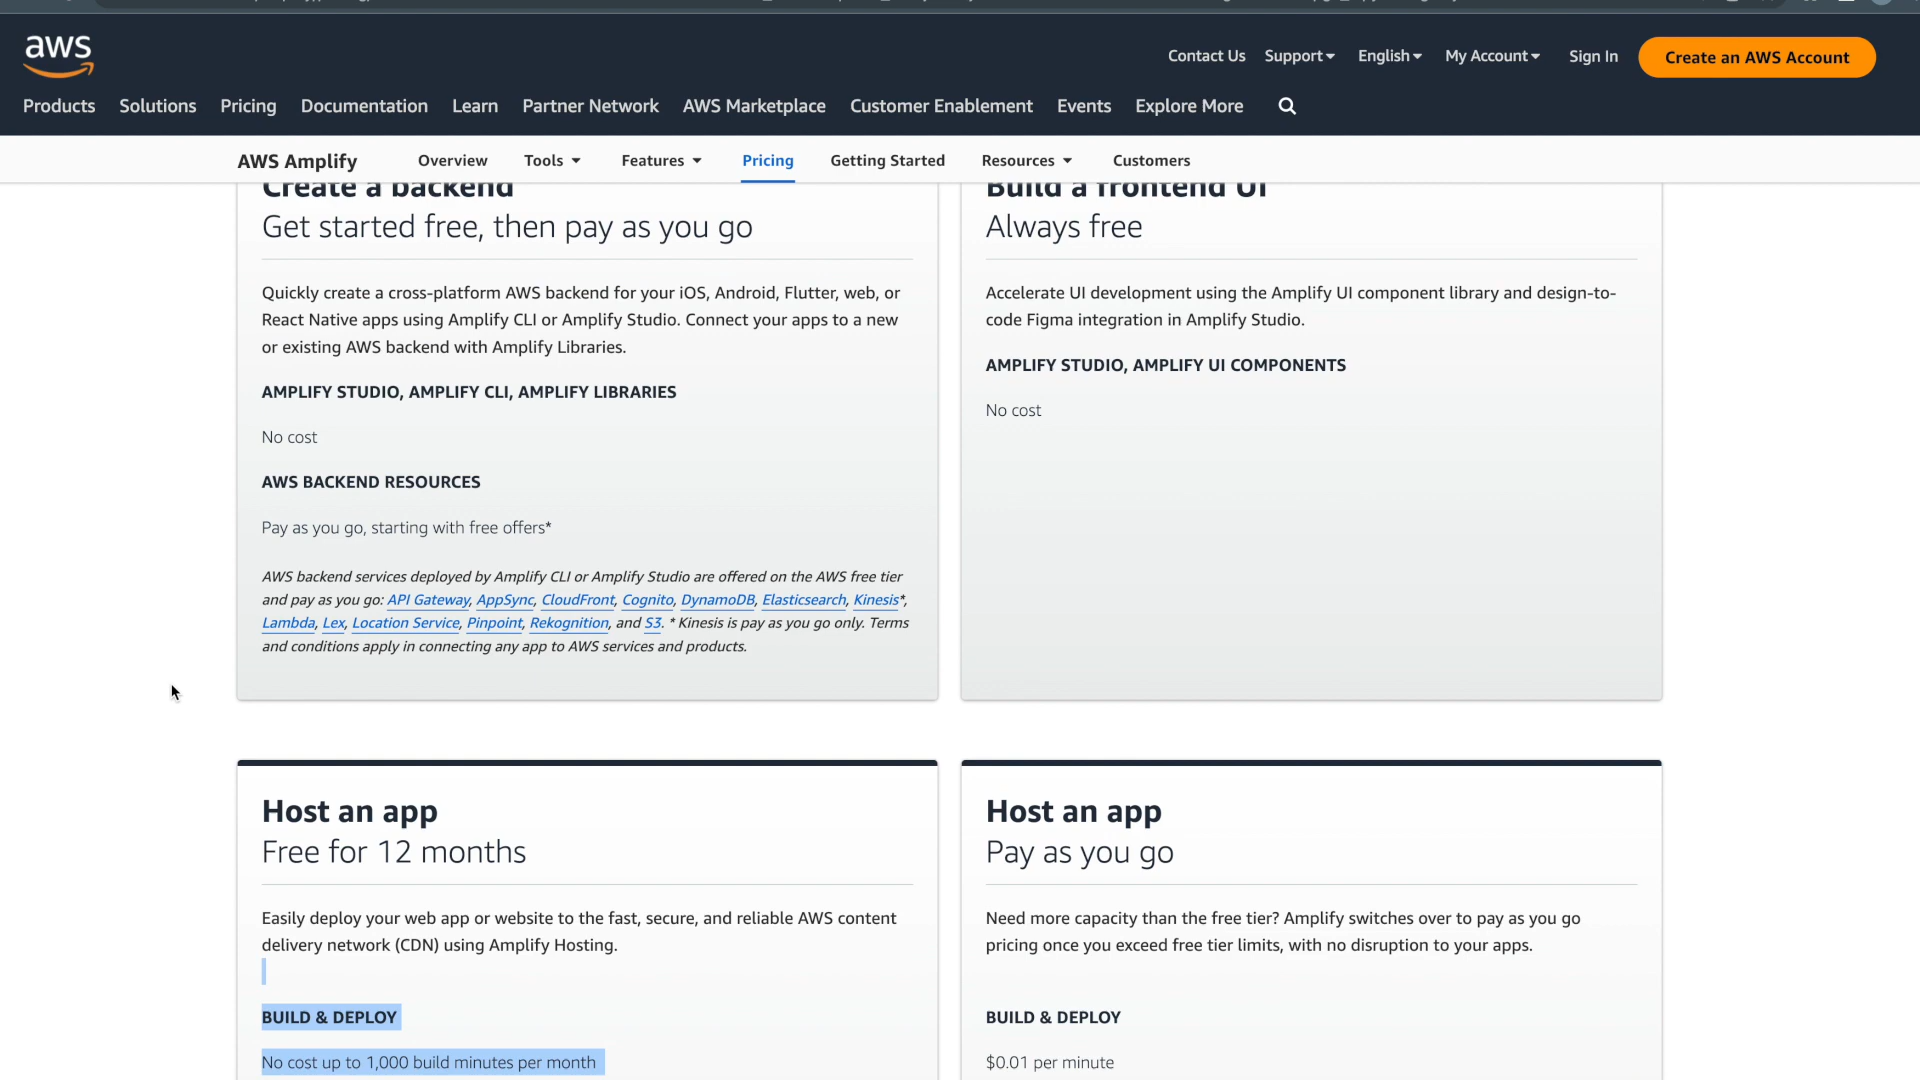 aws
Contact Us Support English My Account Sign In Create an AWS Account
Products Solutions Pricing Documentation Learn Partner Network AWS Marketplace Customer Enablement Events Explore More
AWS Amplify Overview Tools Features Pricing Getting Started Resources Customers
Create a backend
Get started free, then pay as you go
Quickly create a cross-platform AWS backend for your iOS, Android, Flutter, web, or
React Native apps using Amplify CLI or Amplify Studio. Connect your apps to a new
or existing AWS backend with Amplify Libraries.
AMPLIFY STUDIO, AMPLIFY CLI, AMPLIFY LIBRARIES
No cost
AWS BACKEND RESOURCES
Pay as you go, starting with free offers*
AWS backend services deployed by Amplify CLI or Amplify Studio are offered on the AWS free tier
and pay as you go: API Gateway, AppSync, CloudFront, Cognito, DynamoDB, Elasticsearch, Kinesis*,
Lambda, Lex, Location Service, Pinpoint, Rekognition, and S3. * Kinesis is pay as you go only. Terms
and conditions apply in connecting any app to AWS services and products.
Build a frontend UI
Always free
Accelerate UI development using the Amplify UI component library and design-to-
code Figma integration in Amplify Studio.
AMPLIFY STUDIO, AMPLIFY UI COMPONENTS
No cost
Host an app
Free for 12 months
Easily deploy your web app or website to the fast, secure, and reliable AWS content
delivery network (CDN) using Amplify Hosting.
BUILD & DEPLOY
No cost up to 1,000 build minutes per month
Host an app
Pay as you go
Need more capacity than the free tier? Amplify switches over to pay as you go
pricing once you exceed free tier limits, with no disruption to your apps.
BUILD & DEPLOY
$0.01 per minute